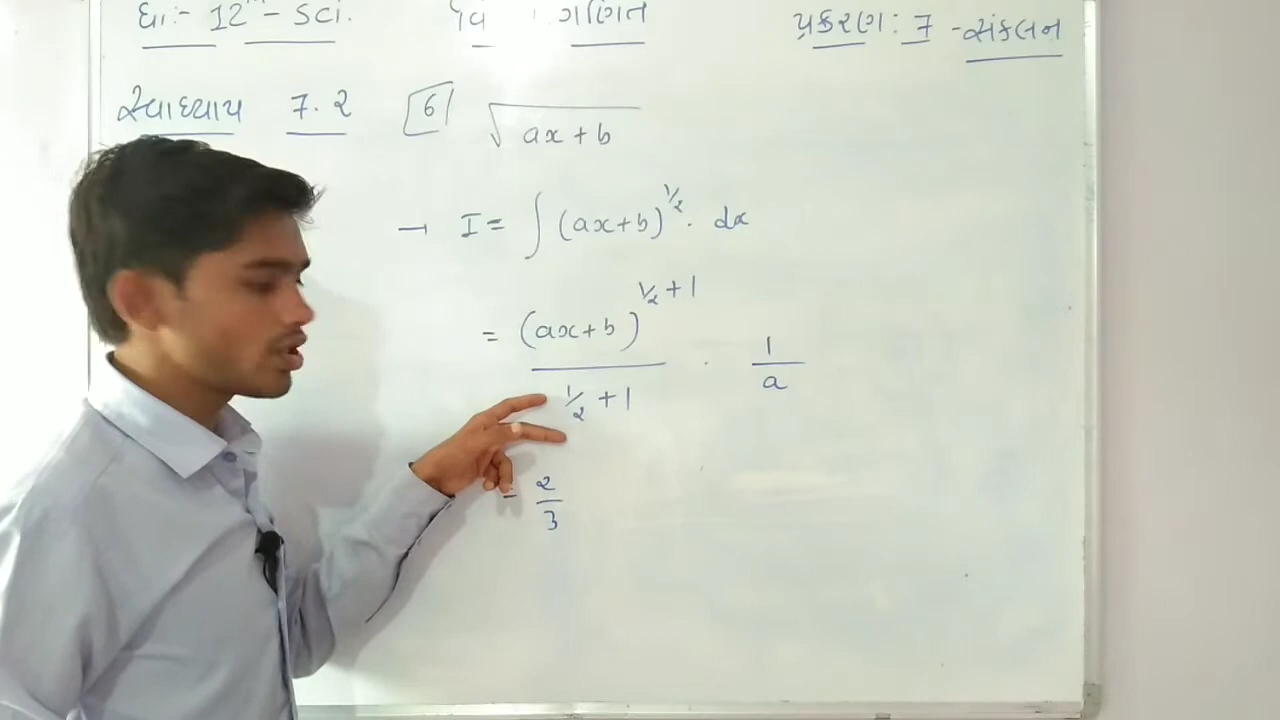 ધો:- 12th - Sci. : ગણિત પ્રકરણ: 7 - સંકલન
સ્વાધ્યાય 7.2 [6] √(ax+b)
→ I = ∫ (ax+b)^(1/2) . dx
= (ax+b)^(1/2 + 1) / (1/2 + 1) . 1/a
= 2/3